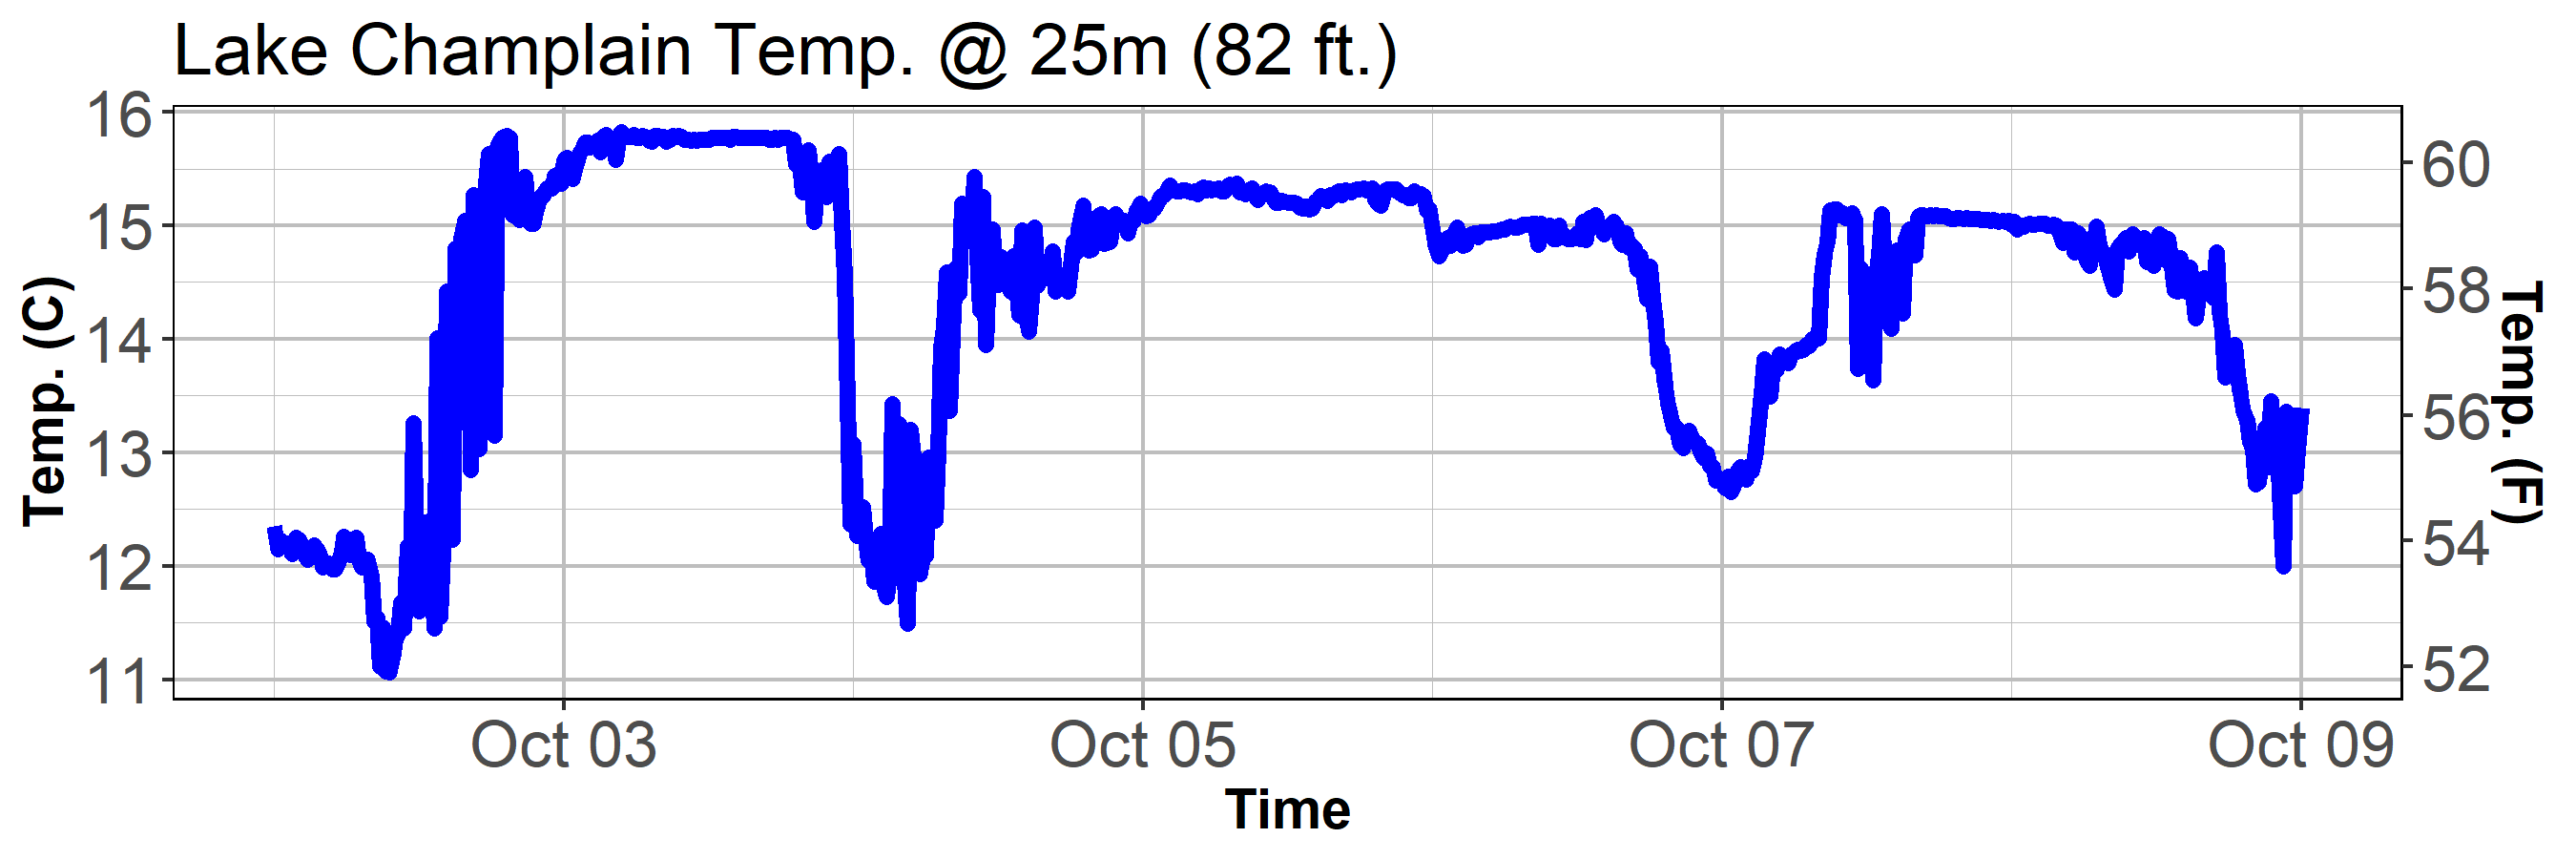 Lake Champlain Temp. @ 25m (82 ft.)
Temp. (C)
16
15
14
13
12
11
60
58
56
54
52
Temp. (F)
Oct 03
Oct 05
Oct 07
Oct 09
Time